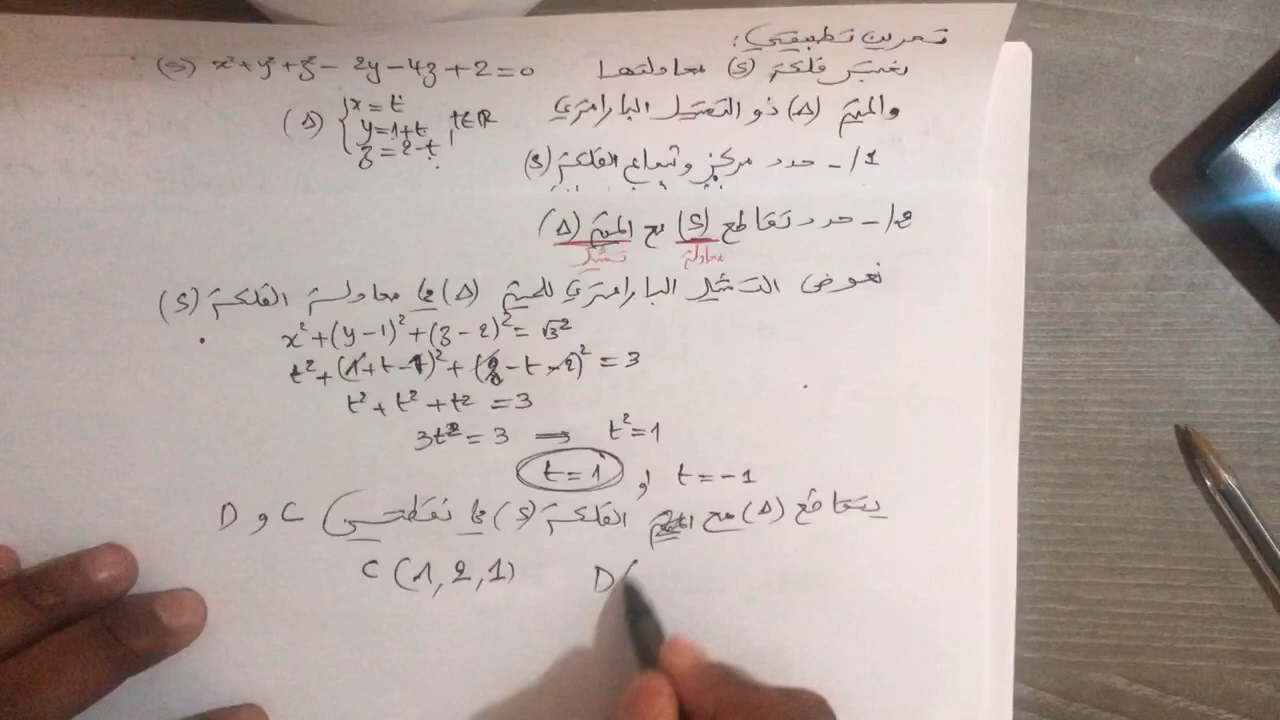 تمرين تطبيقي:
نعتبر فلكة (S) معادلتها (S) x²+y²+z²- 2y-4z+2=0
والمستقيم (Δ) ذو التمثيل البارامتري (Δ) { x=t y=1+t z=2-t , t∈ℝ
1/- حدد مركز وشعاع الفلكة (S)
2/- حدد تقاطع (S) مع المستقيم (Δ)
معادلة تمثيل
نعوض التمثيل البارامتري للمستقيم (Δ) في معادلة الفلكة (S)
x²+(y-1)²+(z-2)²=√3²
t²+(1+t-1)²+(2-t-2)²=3
t²+t²+t²=3
3t²=3 ⟹ t²=1
t=1 أو t=-1
يتقاطع (Δ) مع الفلكة (S) في نقطتين C و D
C(1,2,1) D(